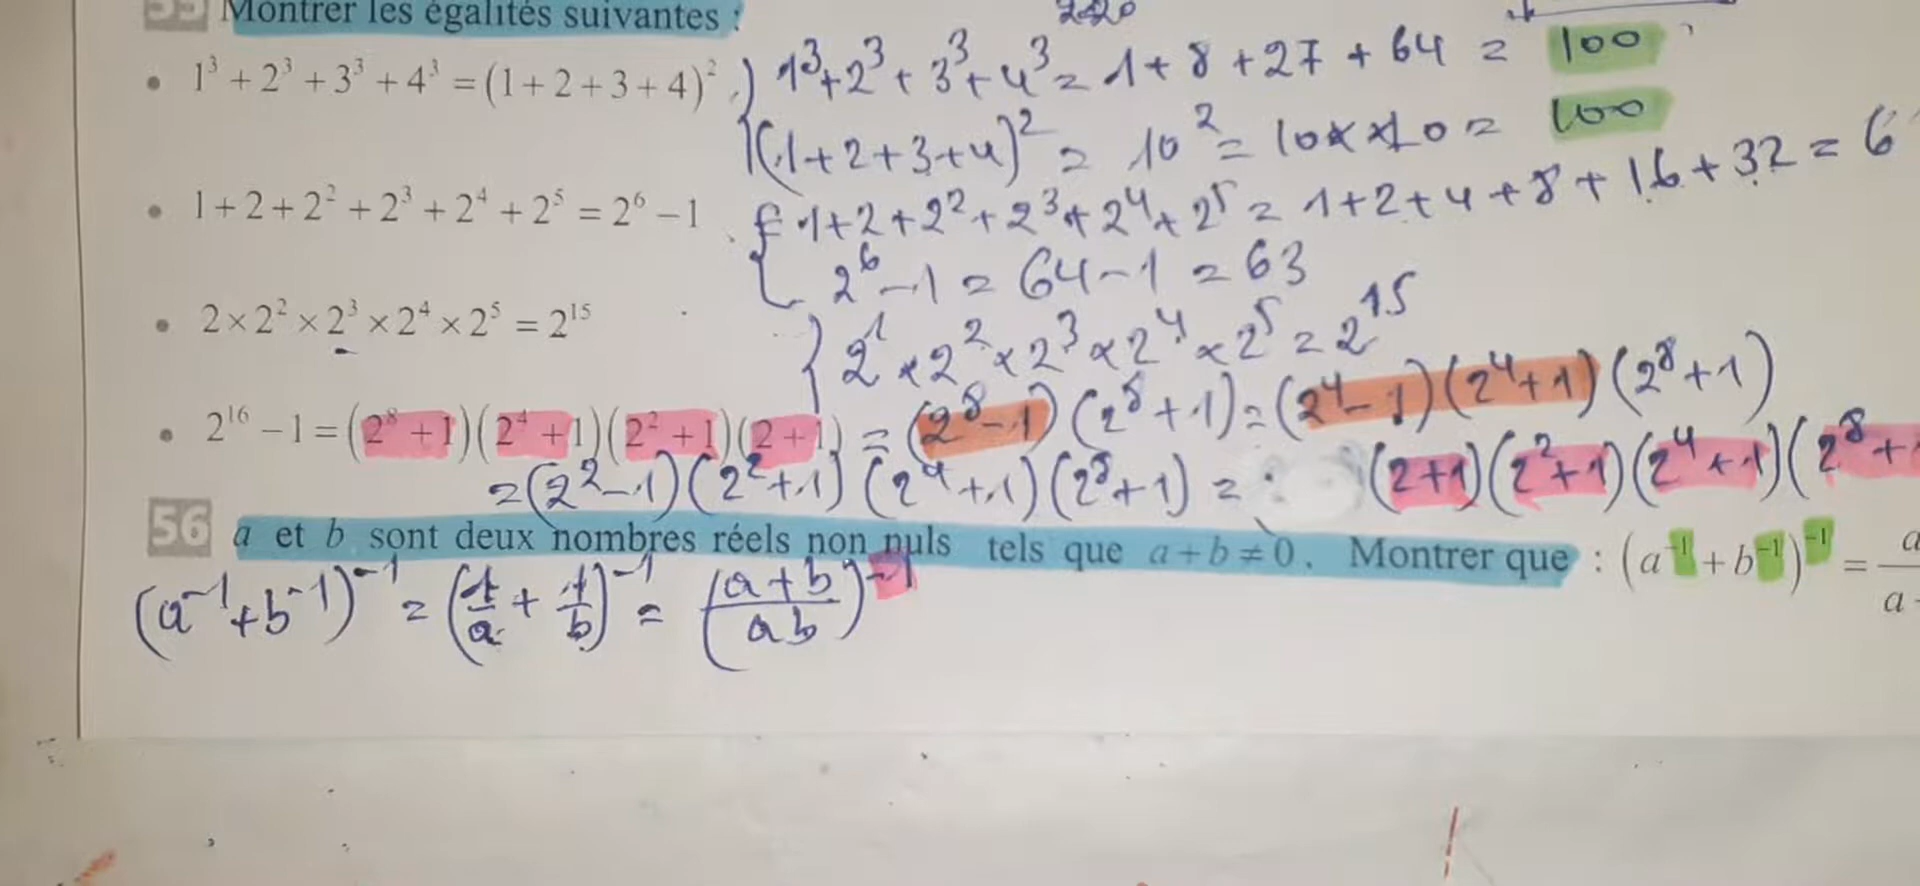 55 Montrer les égalités suivantes :
• 1³ + 2³ + 3³ + 4³ = (1 + 2 + 3 + 4)²
1³ + 2³ + 3³ + 4³ = 1 + 8 + 27 + 64 = 100
(1+2+3+4)² = 10² = 10 × × 10 = 100
• 1 + 2 + 2² + 2³ + 2⁴ + 2⁵ = 2⁶ − 1
1+2+2²+2³+2⁴+2⁵ = 1+2+4+8+16+32 = 6
2⁶ − 1 = 64 − 1 = 63
• 2 × 2² × 2³ × 2⁴ × 2⁵ = 2¹⁵
2¹ × 2² × 2³ × 2⁴ × 2⁵ = 2¹⁵
• 2¹⁶ − 1 = (2⁸ + 1)(2⁴ + 1)(2² + 1)(2 + 1) = (2⁸−1)(2⁸+1) = (2⁴−1)(2⁴+1)(2⁸+1)
= (2²−1)(2²+1)(2⁴+1)(2⁸+1) = (2+1)(2²+1)(2⁴+1)(2⁸+
56 a et b sont deux nombres réels non nuls tels que a + b ≠ 0. Montrer que : (a⁻¹ + b⁻¹)⁻¹ =
(a⁻¹+b⁻¹)⁻¹ = (1/a + 1/b)⁻¹ = ((a+b)/ab)⁻¹